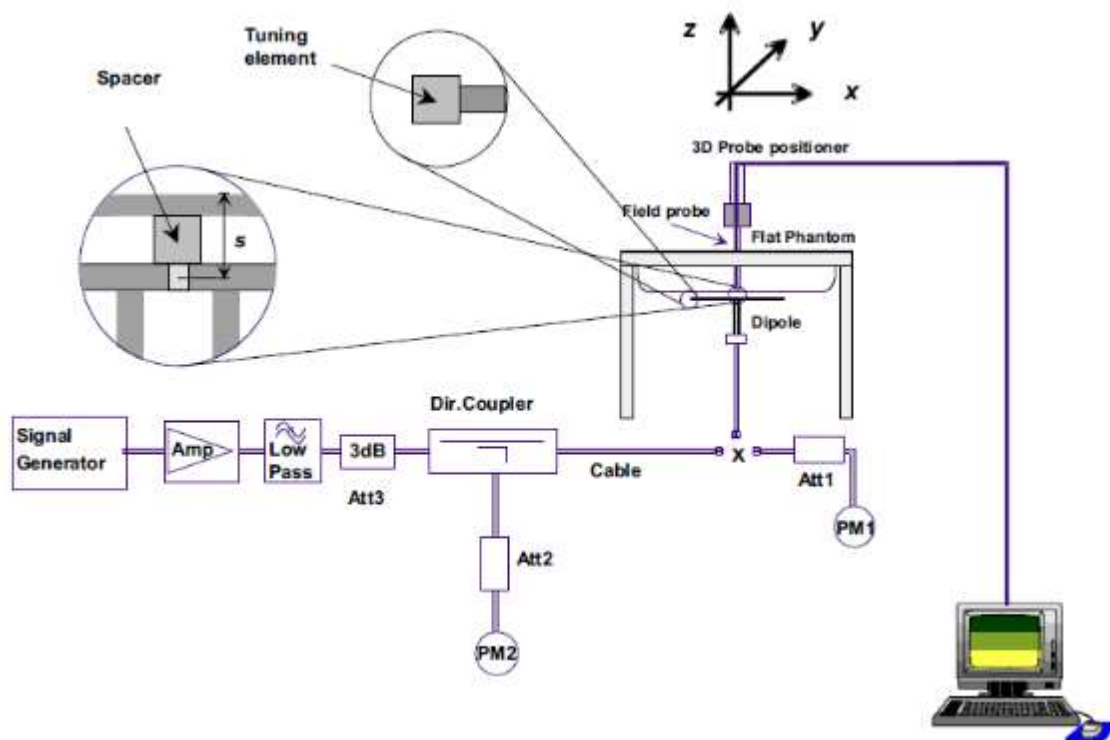 Tuning
element
Spacer
z
y
x
3D Probe positioner
Field probe
Flat Phantom
s
Dipole
Dir.Coupler
Signal
Generator
Amp
Low
Pass
3dB
Att3
Cable
X
Att1
PM1
Att2
PM2